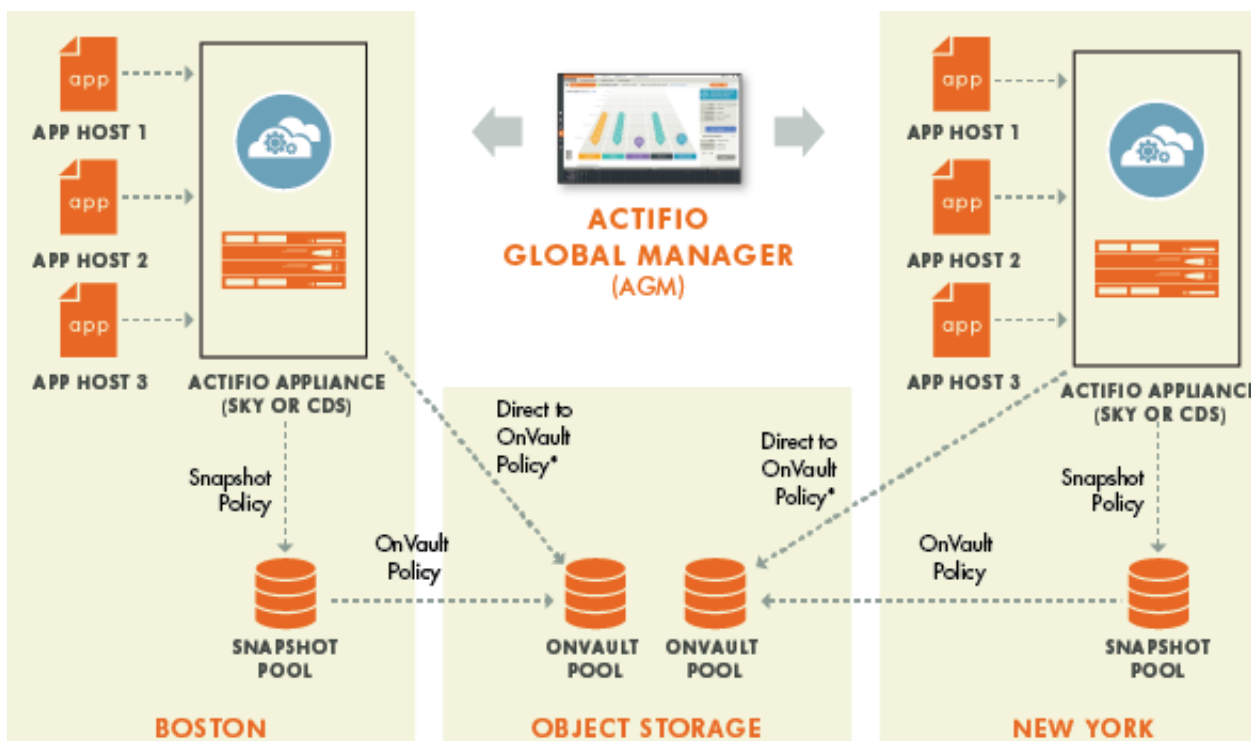 app
APP HOST 1
app
APP HOST 2
app
APP HOST 3
ACTIFIO APPLIANCE
(SKY OR CDS)
Snapshot
Policy
SNAPSHOT
POOL
OnVault
Policy
BOSTON
ACTIFIO
GLOBAL MANAGER
(AGM)
Direct to
OnVault
Policy*
Direct to
OnVault
Policy*
ONVAULT
POOL
ONVAULT
POOL
OBJECT STORAGE
app
APP HOST 1
app
APP HOST 2
app
APP HOST 3
ACTIFIO APPLIANCE
(SKY OR CDS)
Snapshot
Policy
OnVault
Policy
SNAPSHOT
POOL
NEW YORK